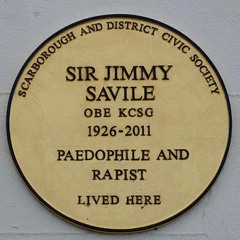 SCARBOROUGH AND DISTRICT CIVIC SOCIETY
SIR JIMMY
SAVILE
OBE KCSG
1926-2011
PAEDOPHILE AND
RAPIST
LIVED HERE